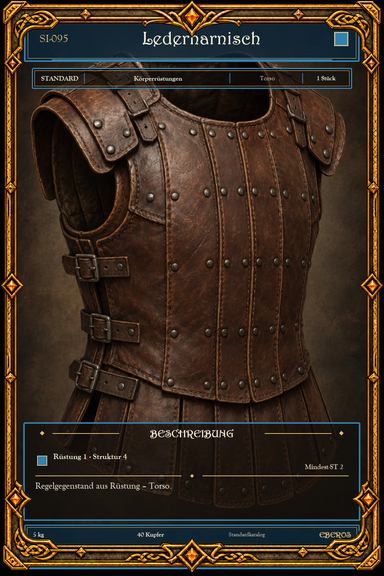 SI-095
Ledernarnisch
STANDARD Körperrüstungen Torso 1 Stück
BESCHREIBUNG
Rüstung 1 · Struktur 4
Mindest-ST 2
Regelgegenstand aus Rüstung – Torso.
5 kg 40 Kupfer Standardkatalog EBEROS